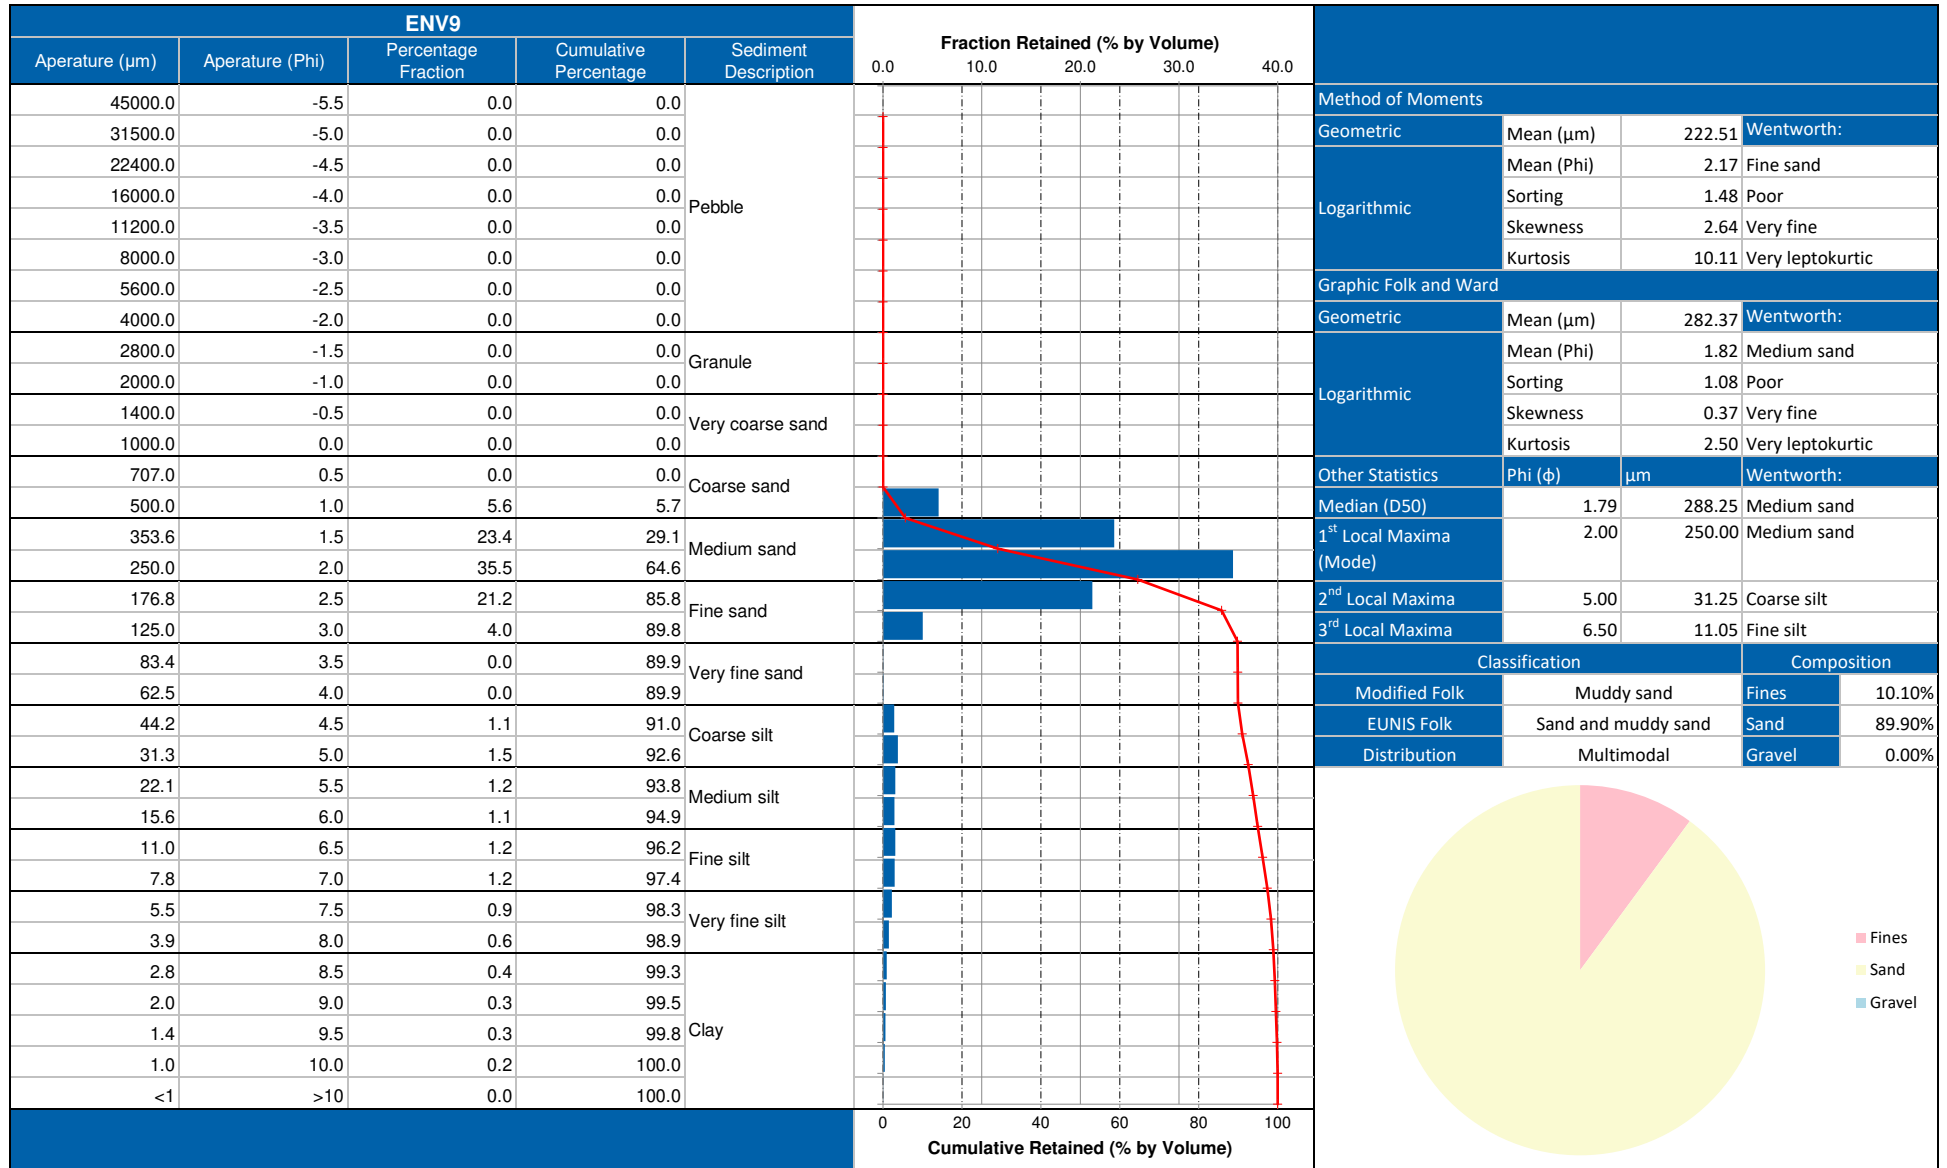 ENV9
Aperature (µm) Aperature (Phi) Percentage Fraction Cumulative Percentage Sediment Description
45000.0 -5.5 0.0 0.0
31500.0 -5.0 0.0 0.0
22400.0 -4.5 0.0 0.0
16000.0 -4.0 0.0 0.0
Pebble
11200.0 -3.5 0.0 0.0
8000.0 -3.0 0.0 0.0
5600.0 -2.5 0.0 0.0
4000.0 -2.0 0.0 0.0
2800.0 -1.5 0.0 0.0
Granule
2000.0 -1.0 0.0 0.0
1400.0 -0.5 0.0 0.0
Very coarse sand
1000.0 0.0 0.0 0.0
707.0 0.5 0.0 0.0
Coarse sand
500.0 1.0 5.6 5.7
353.6 1.5 23.4 29.1
Medium sand
250.0 2.0 35.5 64.6
176.8 2.5 21.2 85.8
Fine sand
125.0 3.0 4.0 89.8
83.4 3.5 0.0 89.9
Very fine sand
62.5 4.0 0.0 89.9
44.2 4.5 1.1 91.0
Coarse silt
31.3 5.0 1.5 92.6
22.1 5.5 1.2 93.8
Medium silt
15.6 6.0 1.1 94.9
11.0 6.5 1.2 96.2
Fine silt
7.8 7.0 1.2 97.4
5.5 7.5 0.9 98.3
Very fine silt
3.9 8.0 0.6 98.9
2.8 8.5 0.4 99.3
2.0 9.0 0.3 99.5
1.4 9.5 0.3 99.8
Clay
1.0 10.0 0.2 100.0
<1 >10 0.0 100.0
Fraction Retained (% by Volume)
0.0 10.0 20.0 30.0 40.0
0 20 40 60 80 100
Cumulative Retained (% by Volume)
Method of Moments
Geometric Mean (µm) 222.51 Wentworth:
Logarithmic
Mean (Phi) 2.17 Fine sand
Sorting 1.48 Poor
Skewness 2.64 Very fine
Kurtosis 10.11 Very leptokurtic
Graphic Folk and Ward
Geometric Mean (µm) 282.37 Wentworth:
Logarithmic
Mean (Phi) 1.82 Medium sand
Sorting 1.08 Poor
Skewness 0.37 Very fine
Kurtosis 2.50 Very leptokurtic
Other Statistics Phi (ϕ) µm Wentworth:
Median (D50) 1.79 288.25 Medium sand
1st Local Maxima (Mode) 2.00 250.00 Medium sand
2nd Local Maxima 5.00 31.25 Coarse silt
3rd Local Maxima 6.50 11.05 Fine silt
Classification Composition
Modified Folk Muddy sand Fines 10.10%
EUNIS Folk Sand and muddy sand Sand 89.90%
Distribution Multimodal Gravel 0.00%
Fines
Sand
Gravel